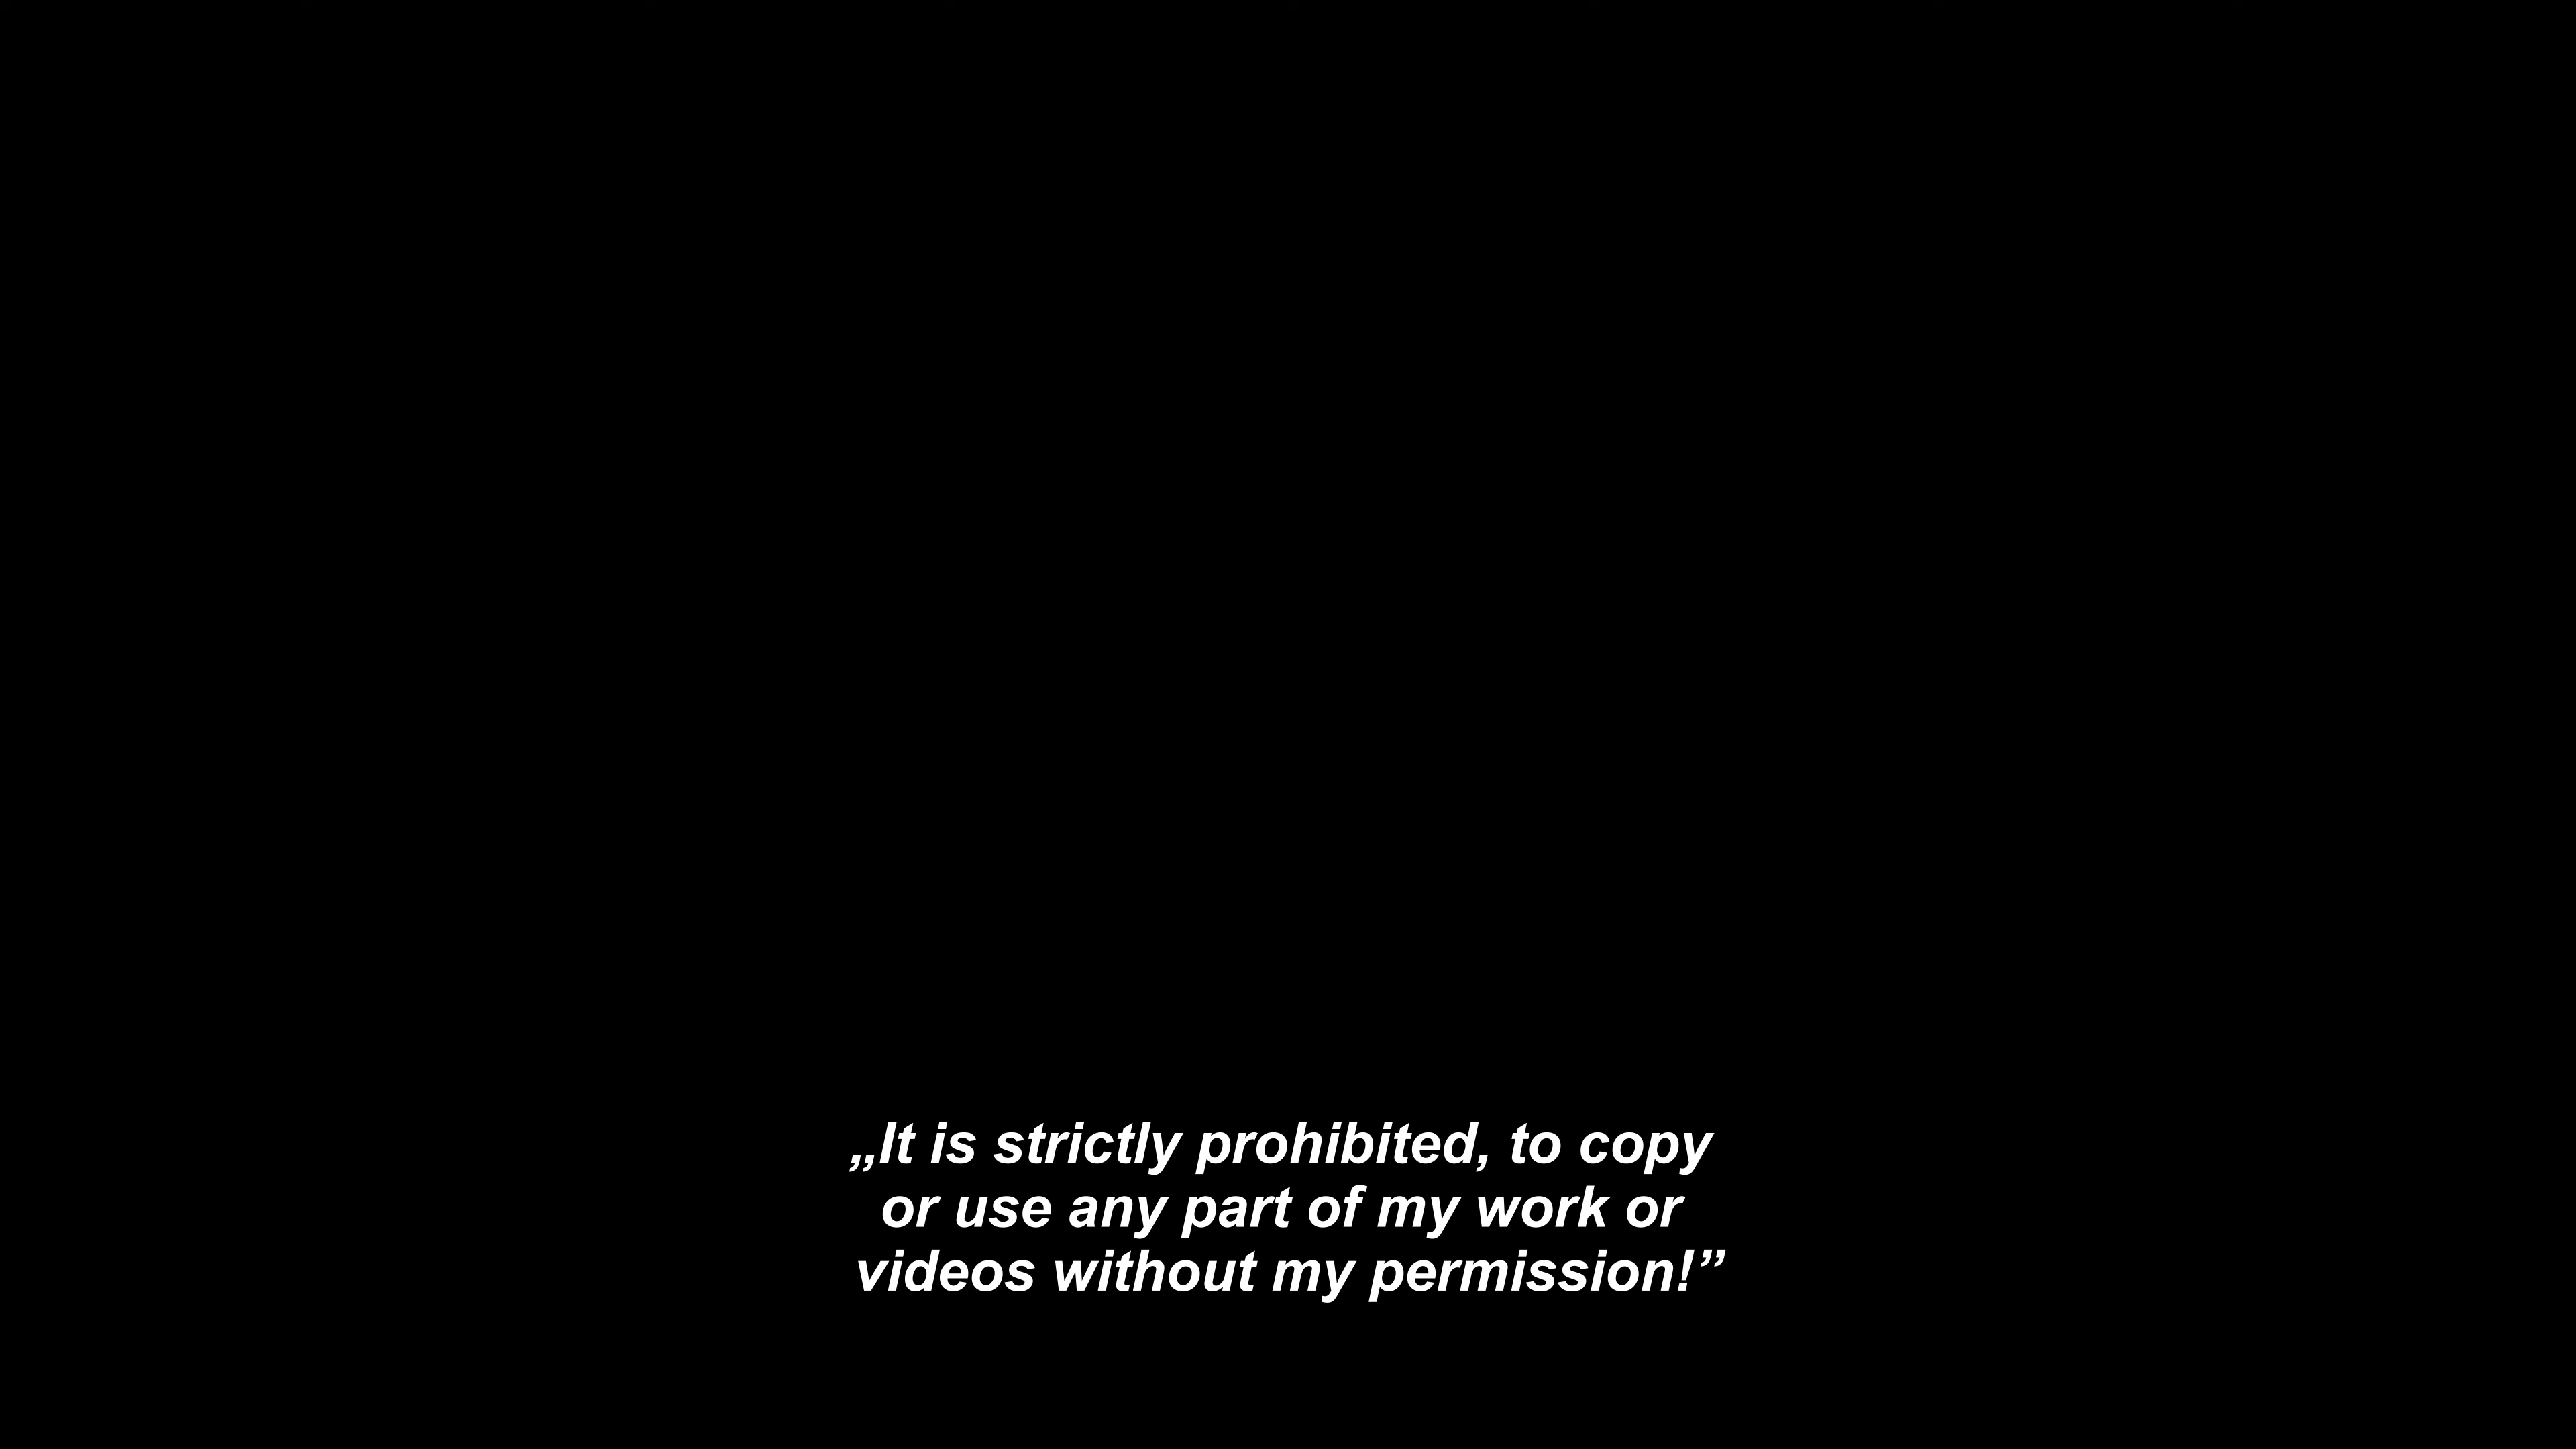 „It is strictly prohibited, to copy
or use any part of my work or
videos without my permission!”